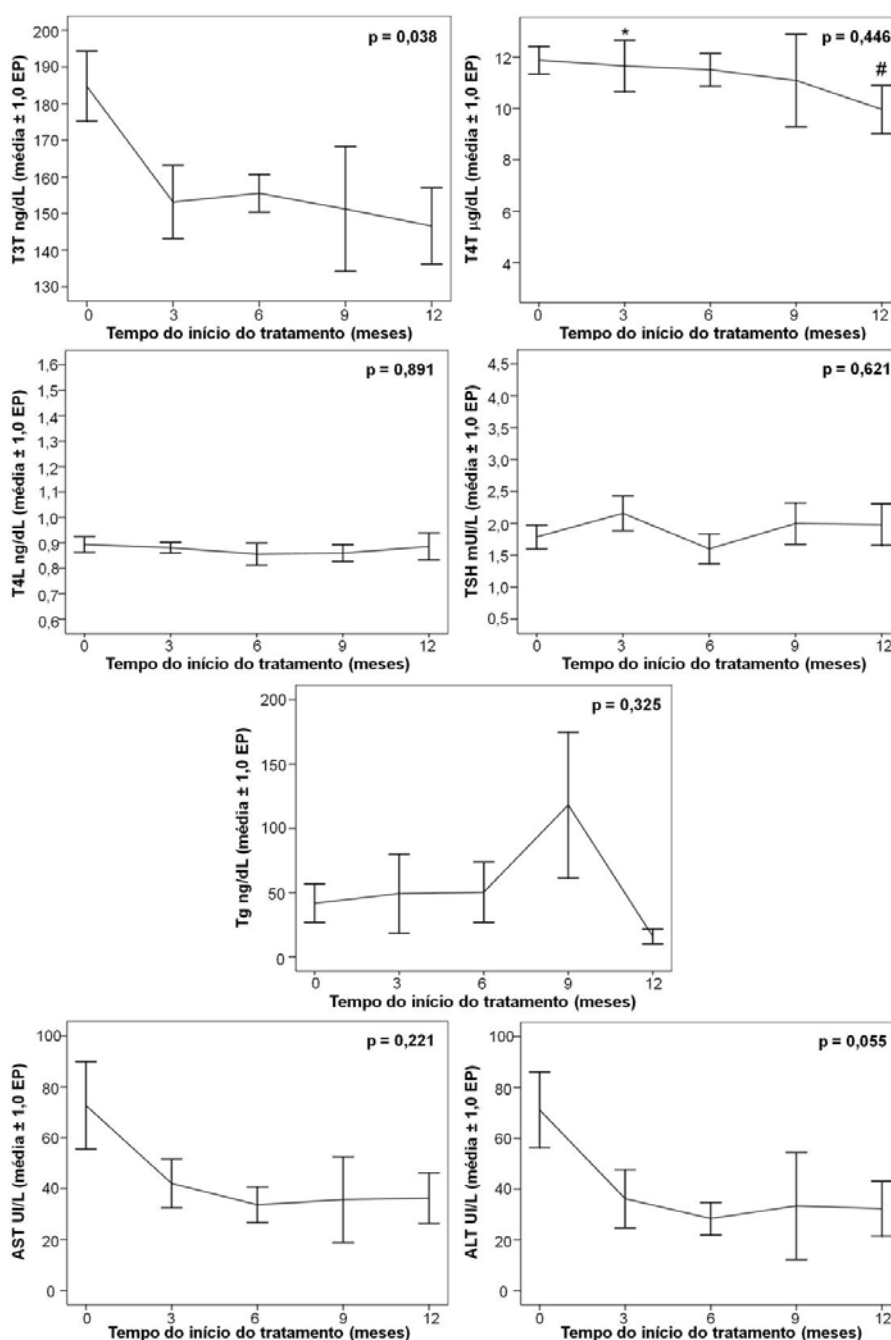 p = 0,038
T3T ng/dL (média ± 1,0 EP)
200
190
180
170
160
150
140
130
0 3 6 9 12
Tempo do início do tratamento (meses)
p = 0,446
T4T µg/dL (média ± 1,0 EP)
*
#
12
10
8
6
4
0 3 6 9 12
Tempo do início do tratamento (meses)
p = 0,891
T4L ng/dL (média ± 1,0 EP)
1,6
1,5
1,4
1,3
1,2
1,1
1,0
0,9
0,8
0,7
0,6
0 3 6 9 12
Tempo do início do tratamento (meses)
p = 0,621
TSH mUI/L (média ± 1,0 EP)
4,5
4,0
3,5
3,0
2,5
2,0
1,5
1,0
0,5
0 3 6 9 12
Tempo do início do tratamento (meses)
p = 0,325
Tg ng/dL (média ± 1,0 EP)
200
150
100
50
0
0 3 6 9 12
Tempo do início do tratamento (meses)
p = 0,221
AST UI/L (média ± 1,0 EP)
100
80
60
40
20
0
0 3 6 9 12
Tempo do início do tratamento (meses)
p = 0,055
ALT UI/L (média ± 1,0 EP)
100
80
60
40
20
0
0 3 6 9 12
Tempo do início do tratamento (meses)